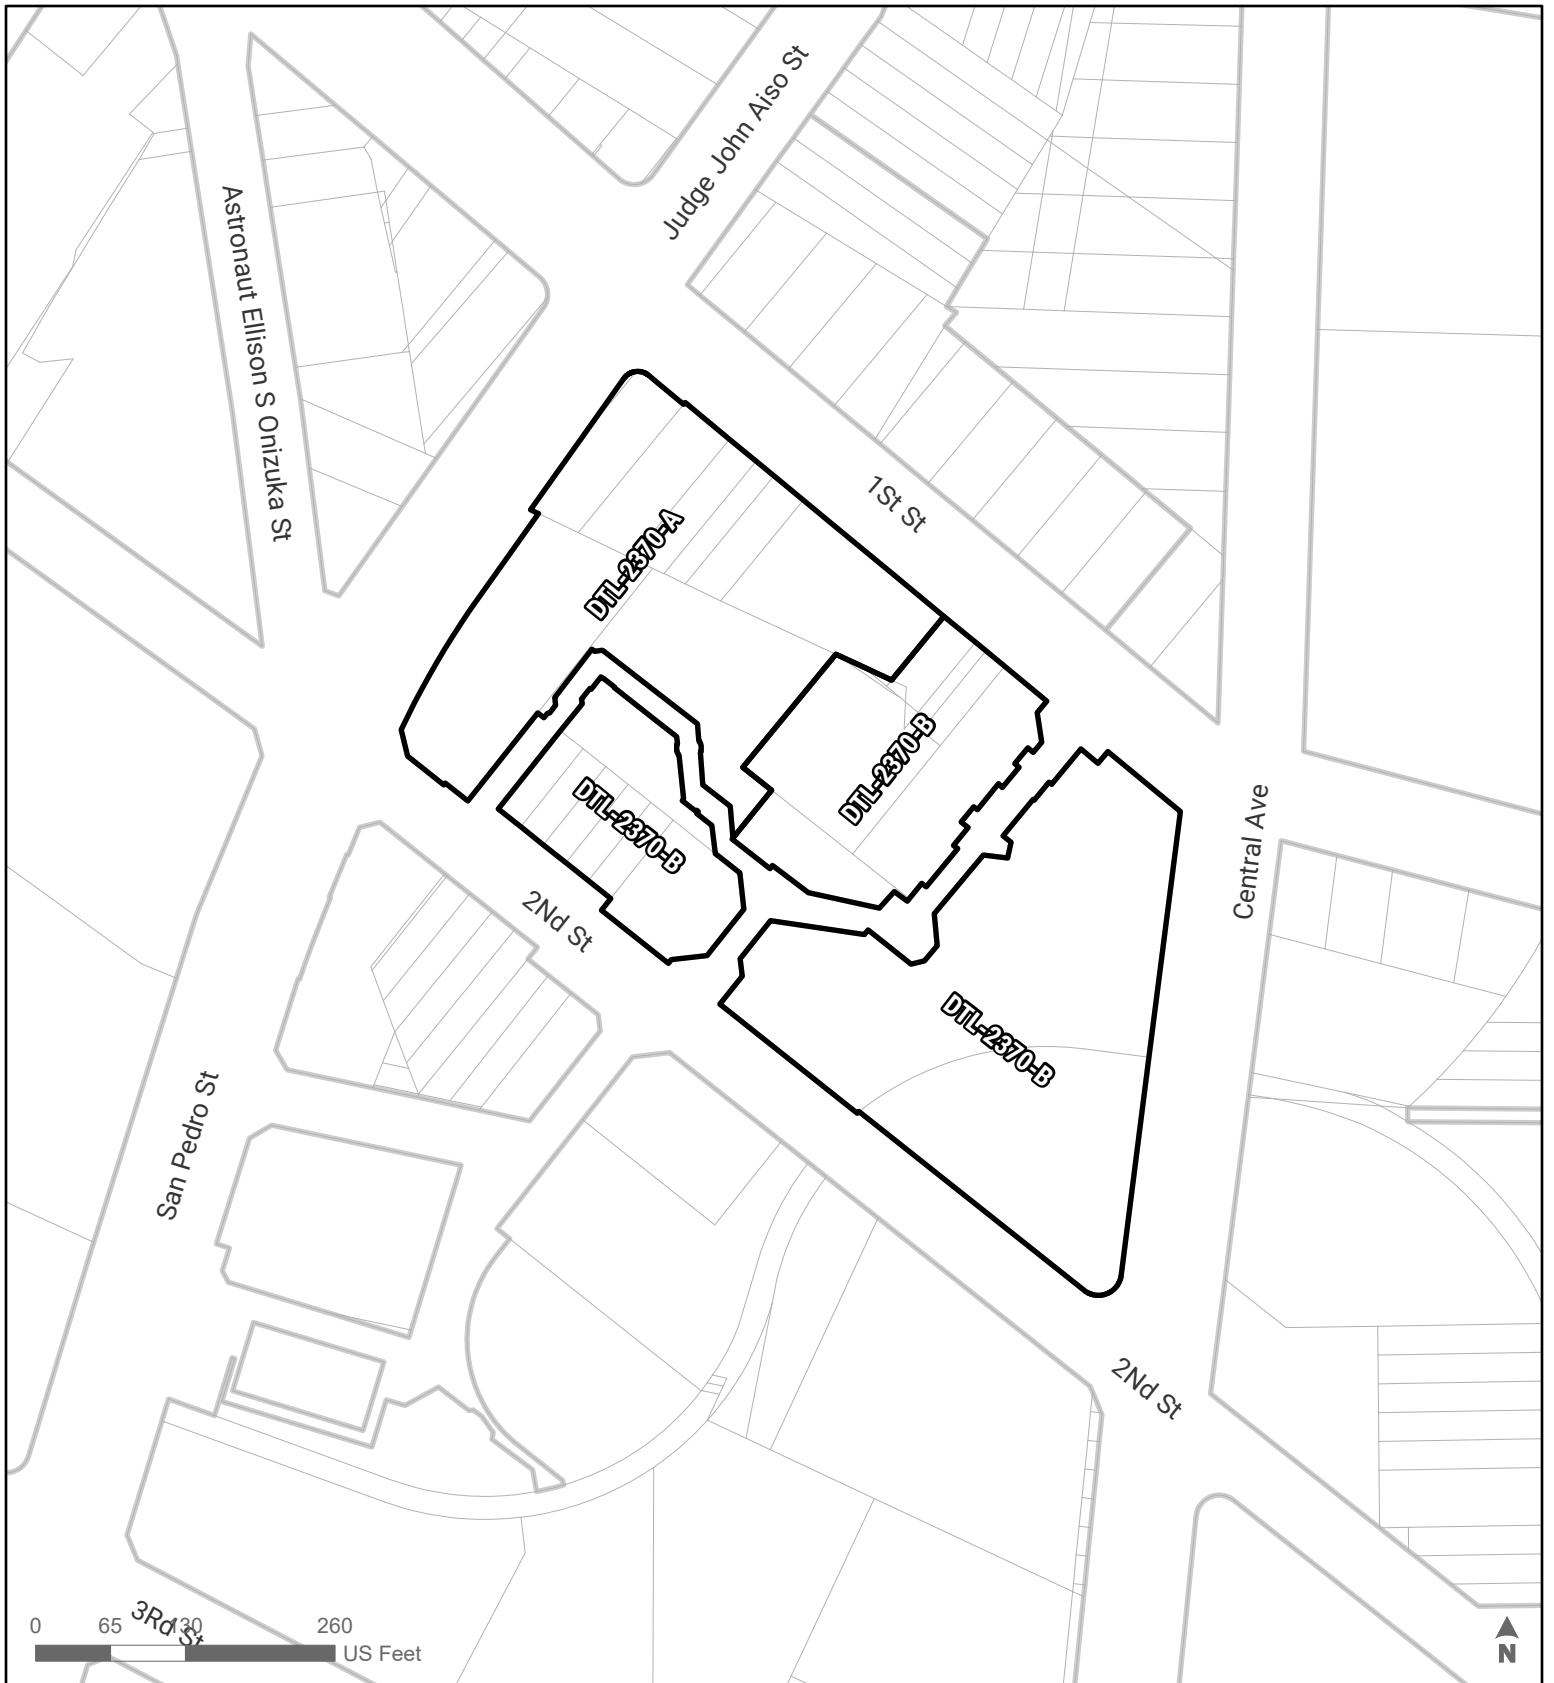 Judge John Aiso St
Astronaut Ellison S Onizuka St
1St St
DTL-2370-A
DTL-2370-B
DTL-2370-B
Central Ave
2Nd St
DTL-2370-B
San Pedro St
2Nd St
3Rd St
0 65 130 260
US Feet
N